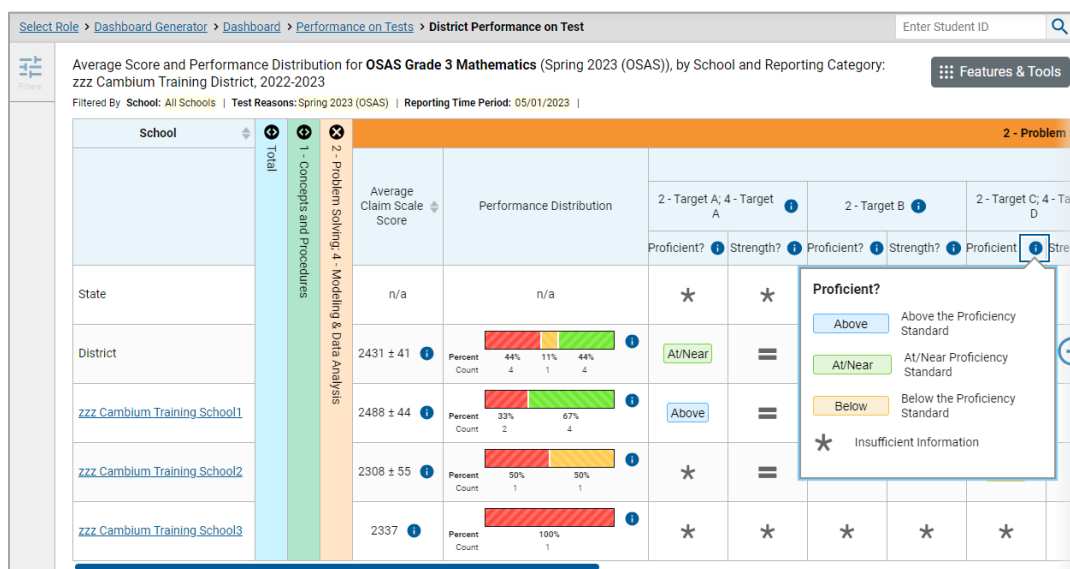 Select Role > Dashboard Generator > Dashboard > Performance on Tests > District Performance on Test
Enter Student ID
Filters
Average Score and Performance Distribution for OSAS Grade 3 Mathematics (Spring 2023 (OSAS)), by School and Reporting Category:
zzz Cambium Training District, 2022-2023
Features & Tools
Filtered By School: All Schools | Test Reasons: Spring 2023 (OSAS) | Reporting Time Period: 05/01/2023 |
School
Total
1 - Concepts and Procedures
2 - Problem Solving; 4 - Modeling & Data Analysis
2 - Problem
Average
Claim Scale
Score
Performance Distribution
2 - Target A; 4 - Target
A
2 - Target B
2 - Target C; 4 - Ta
D
Proficient? Strength? Proficient? Strength? Proficient Stre
State n/a n/a * *
District 2431 ± 41
Percent 44% 11% 44%
Count 4 1 4
At/Near =
zzz Cambium Training School1 2488 ± 44
Percent 33% 67%
Count 2 4
Above =
zzz Cambium Training School2 2308 ± 55
Percent 50% 50%
Count 1 1
* =
zzz Cambium Training School3 2337
Percent 100%
Count 1
* * * * *
Proficient?
Above Above the Proficiency
Standard
At/Near At/Near Proficiency
Standard
Below Below the Proficiency
Standard
* Insufficient Information